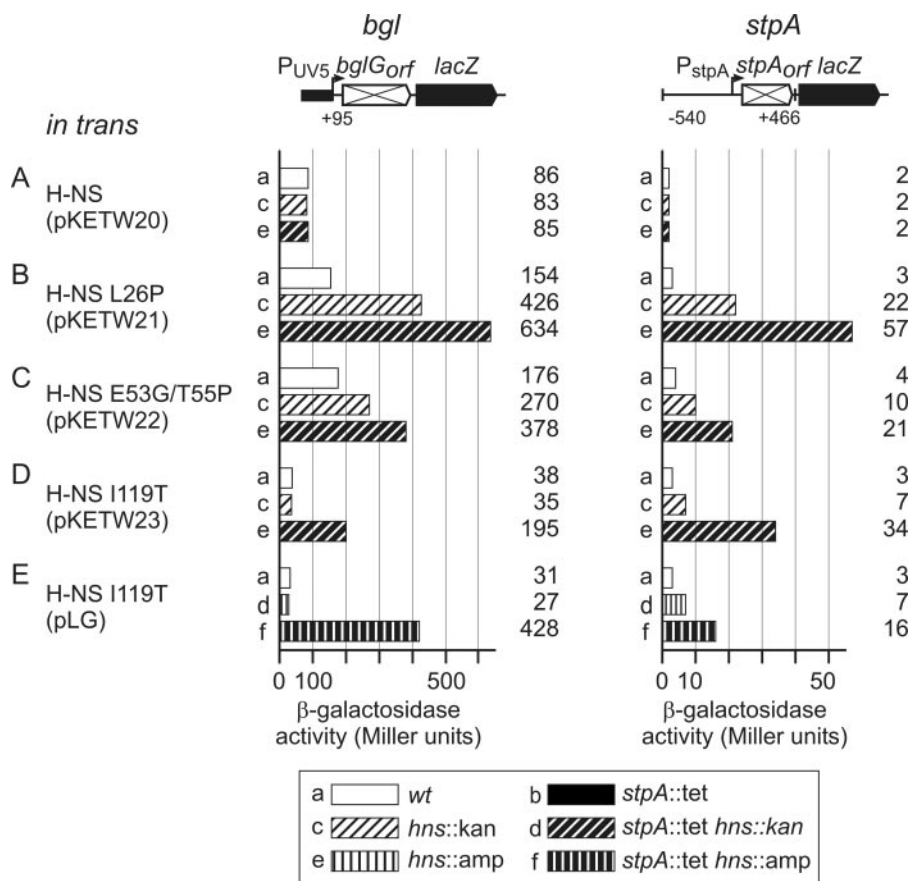 bgl stpA
P_UV5 bglG_orf lacZ P_stpA stpA_orf lacZ
+95 -540 +466
in trans
A H-NS (pKETW20)
a 86 a 2
c 83 c 2
e 85 e 2
B H-NS L26P (pKETW21)
a 154 a 3
c 426 c 22
e 634 e 57
C H-NS E53G/T55P (pKETW22)
a 176 a 4
c 270 c 10
e 378 e 21
D H-NS I119T (pKETW23)
a 38 a 3
c 35 c 7
e 195 e 34
E H-NS I119T (pLG)
a 31 a 3
d 27 d 7
f 428 f 16
0 100 500 0 10 50
β-galactosidase β-galactosidase
activity (Miller units) activity (Miller units)
a wt b stpA::tet
c hns::kan d stpA::tet hns::kan
e hns::amp f stpA::tet hns::amp